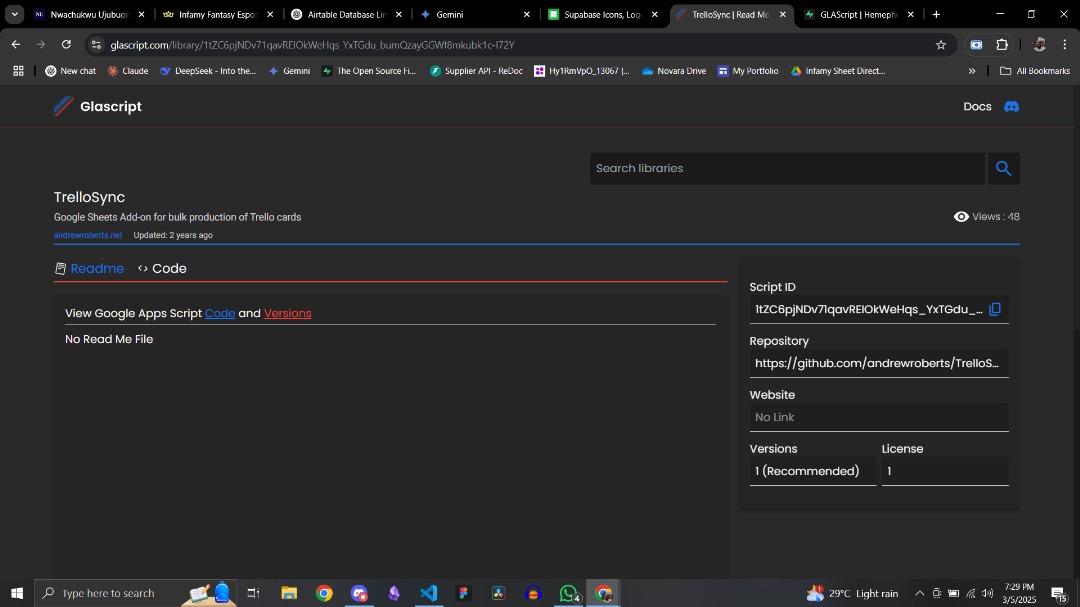 Nwachukwu Ujubuor
Infamy Fantasy Espo
Airtable Database Lin
Gemini
Supabase Icons, Log
TrelloSync | Read Me
GLAScript | Hemeph
glascript.com/library/1tZC6pjNDv71qavREIOkWeHqs_YxTGdu_bumQzayGGWf8mkubk1c-I72Y
New chat
Claude
DeepSeek - Into the...
Gemini
The Open Source Fi...
Supplier API - ReDoc
Hy1RmVpO_13067 |...
Novara Drive
My Portfolio
Infamy Sheet Direct...
»
All Bookmarks
Glascript
Docs
Search libraries
TrelloSync
Google Sheets Add-on for bulk production of Trello cards
Views : 48
andrewroberts.net Updated: 2 years ago
Readme
Code
View Google Apps Script Code and Versions
No Read Me File
Script ID
1tZC6pjNDv71qavREIOkWeHqs_YxTGdu_...
Repository
https://github.com/andrewroberts/TrelloS...
Website
No Link
Versions
License
1 (Recommended)
1
Type here to search
4
29°C Light rain
7:29 PM
3/5/2025
15